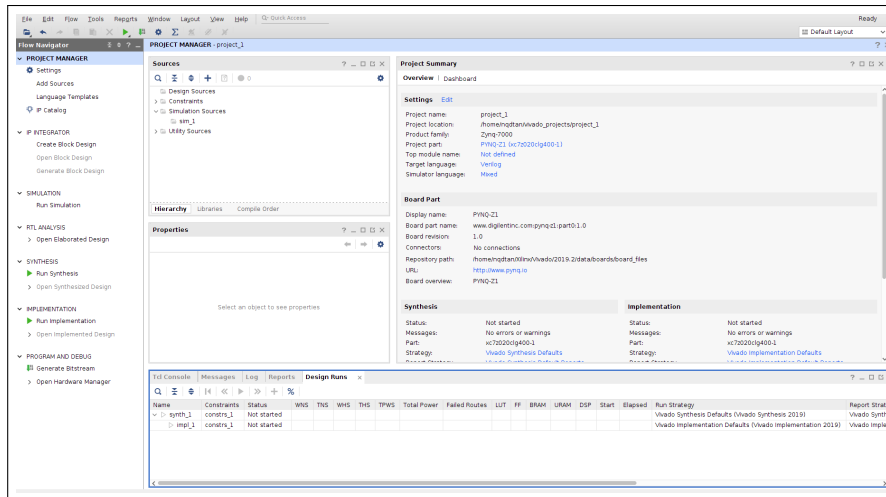 File Edit Flow Tools Reports Window Layout View Help Quick Access Ready
Default Layout
Flow Navigator ? PROJECT MANAGER - project_1 ?
PROJECT MANAGER
Settings
Add Sources
Language Templates
IP Catalog
IP INTEGRATOR
Create Block Design
Open Block Design
Generate Block Design
SIMULATION
Run Simulation
RTL ANALYSIS
Open Elaborated Design
SYNTHESIS
Run Synthesis
Open Synthesized Design
IMPLEMENTATION
Run Implementation
Open Implemented Design
PROGRAM AND DEBUG
Generate Bitstream
Open Hardware Manager
Sources ?
0
Design Sources
Constraints
Simulation Sources
sim_1
Utility Sources
Hierarchy Libraries Compile Order
Properties ?
Select an object to see properties
Project Summary ?
Overview | Dashboard
Settings Edit
Project name: project_1
Project location: /home/nqdtan/vivado_projects/project_1
Product family: Zynq-7000
Project part: PYNQ-Z1 (xc7z020clg400-1)
Top module name: Not defined
Target language: Verilog
Simulator language: Mixed
Board Part
Display name: PYNQ-Z1
Board part name: www.digilentinc.com:pynq-z1:part0:1.0
Board revision: 1.0
Connectors: No connections
Repository path: /home/nqdtan/Xilinx/Vivado/2019.2/data/boards/board_files
URL: http://www.pynq.io
Board overview: PYNQ-Z1
Synthesis Implementation
Status: Not started Status: Not started
Messages: No errors or warnings Messages: No errors or warnings
Part: xc7z020clg400-1 Part: xc7z020clg400-1
Strategy: Vivado Synthesis Defaults Strategy: Vivado Implementation Defaults
Tcl Console Messages Log Reports Design Runs × ?
%
Name Constraints Status WNS TNS WHS THS TPWS Total Power Failed Routes LUT FF BRAM URAM DSP Start Elapsed Run Strategy Report Strat
synth_1 constrs_1 Not started Vivado Synthesis Defaults (Vivado Synthesis 2019) Vivado Synth
impl_1 constrs_1 Not started Vivado Implementation Defaults (Vivado Implementation 2019) Vivado Imple